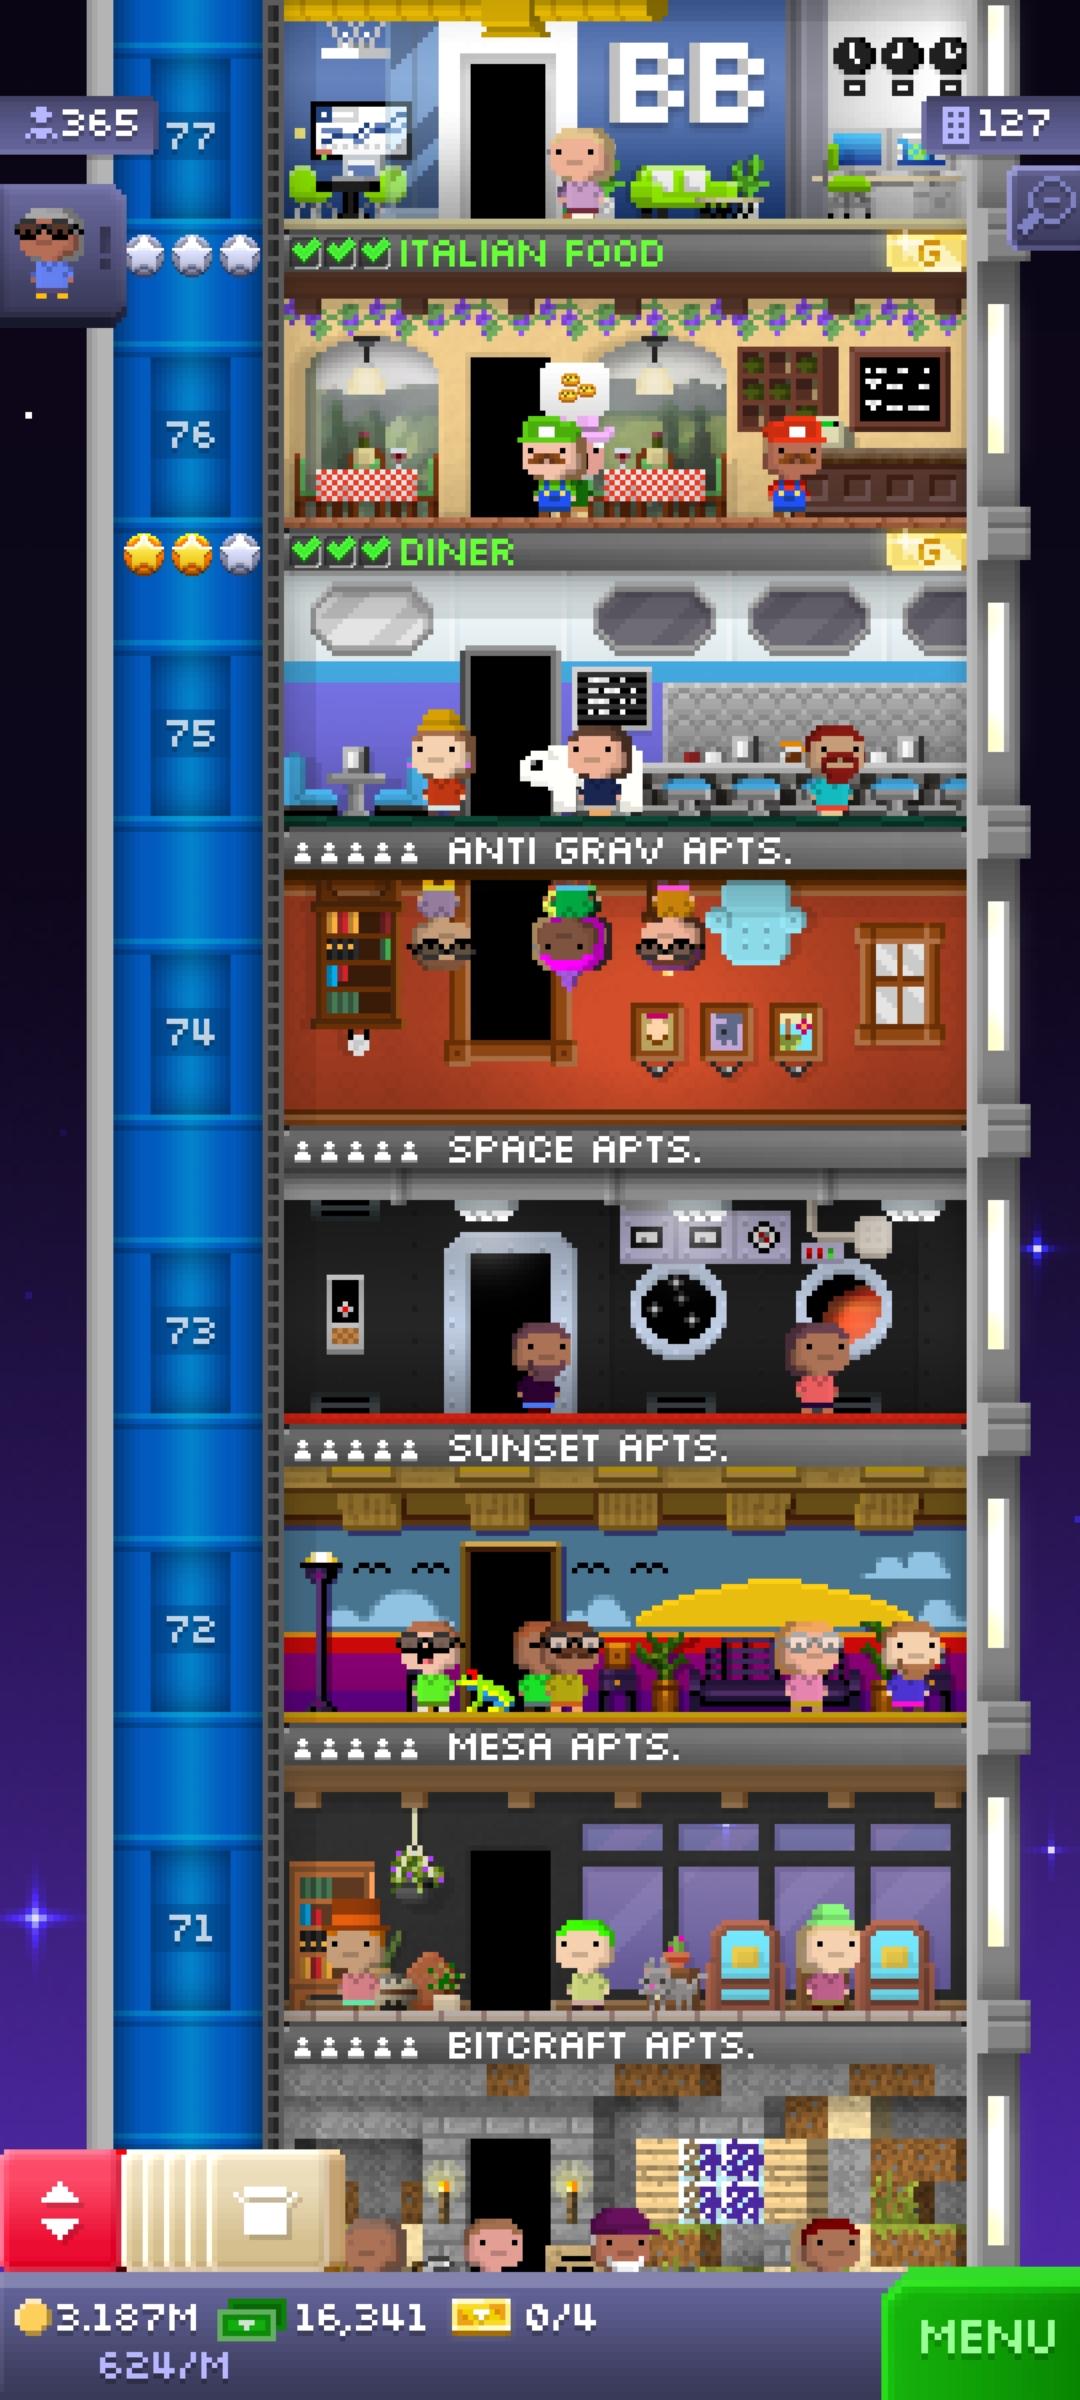 BB
365
77
127
ITALIAN FOOD
G
76
DINER
G
75
ANTI GRAV APTS.
74
SPACE APTS.
73
SUNSET APTS.
72
MESA APTS.
71
BITCRAFT APTS.
3.187M 16,341 0/4
624/M
MENU